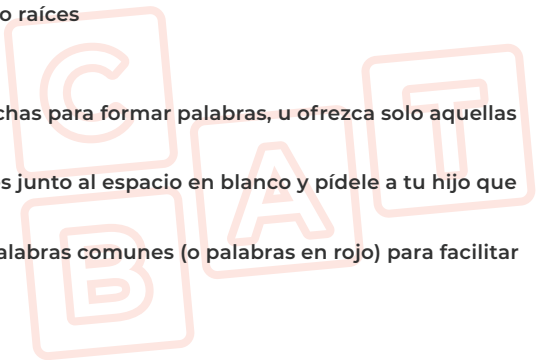 o raíces
C
chas para formar palabras, u ofrezca solo aquellas
T
A
s junto al espacio en blanco y pídele a tu hijo que
B
alabras comunes (o palabras en rojo) para facilitar